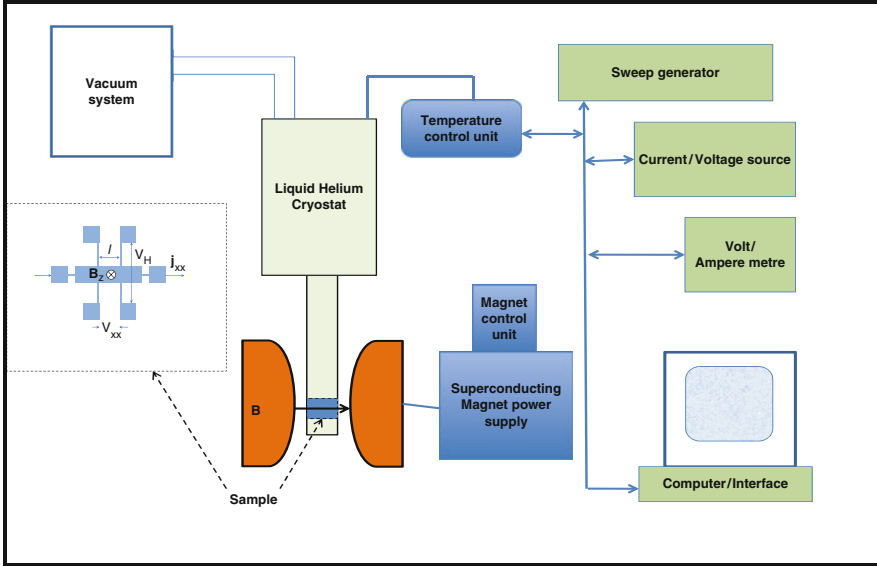 Vacuum
system
Temperature
control unit
Sweep generator
Current/Voltage source
Liquid Helium
Cryostat
Volt/
Ampere metre
l
V_H
j_xx
B_z
V_xx
Magnet
control
unit
Superconducting
Magnet power
supply
B
Sample
Computer/Interface